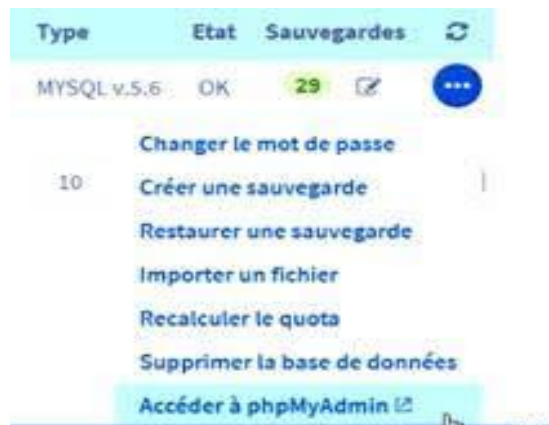 Type Etat Sauvegardes
MYSQL v.5.6 OK 29
Changer le mot de passe
10 Créer une sauvegarde
Restaurer une sauvegarde
Importer un fichier
Recalculer le quota
Supprimer la base de données
Accéder à phpMyAdmin